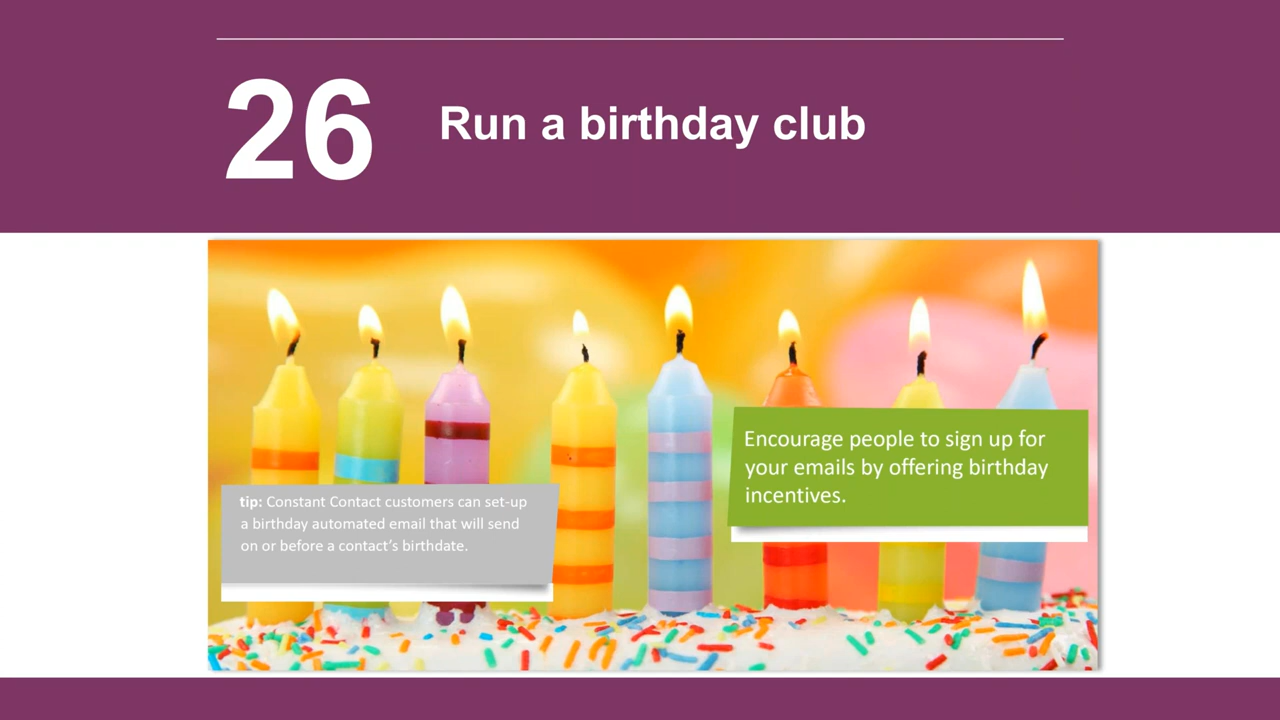 26
Run a birthday club
Encourage people to sign up for
your emails by offering birthday
incentives.
tip: Constant Contact customers can set-up
a birthday automated email that will send
on or before a contact's birthdate.